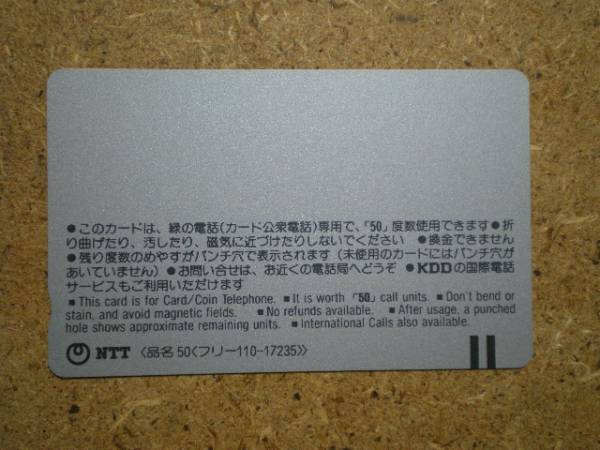 ●このカードは、緑の電話(カード公衆電話)専用で、「50」度数使用できます●折
り曲げたり、汚したり、磁気に近づけたりしないでください ●換金できません
●残り度数のめやすがパンチ穴で表示されます(未使用のカードにはパンチ穴が
あいていません)●お問い合せは、お近くの電話局へどうぞ ●KDDの国際電話
サービスもご利用いただけます
■This card is for Card/Coin Telephone. ■It is worth「50」call units. ■Don't bend or
stain, and avoid magnetic fields. ■No refunds available. ■After usage, a punched
hole shows approximate remaining units. ■International Calls also available.
NTT 〈品名 50〈フリー110-17235〉〉